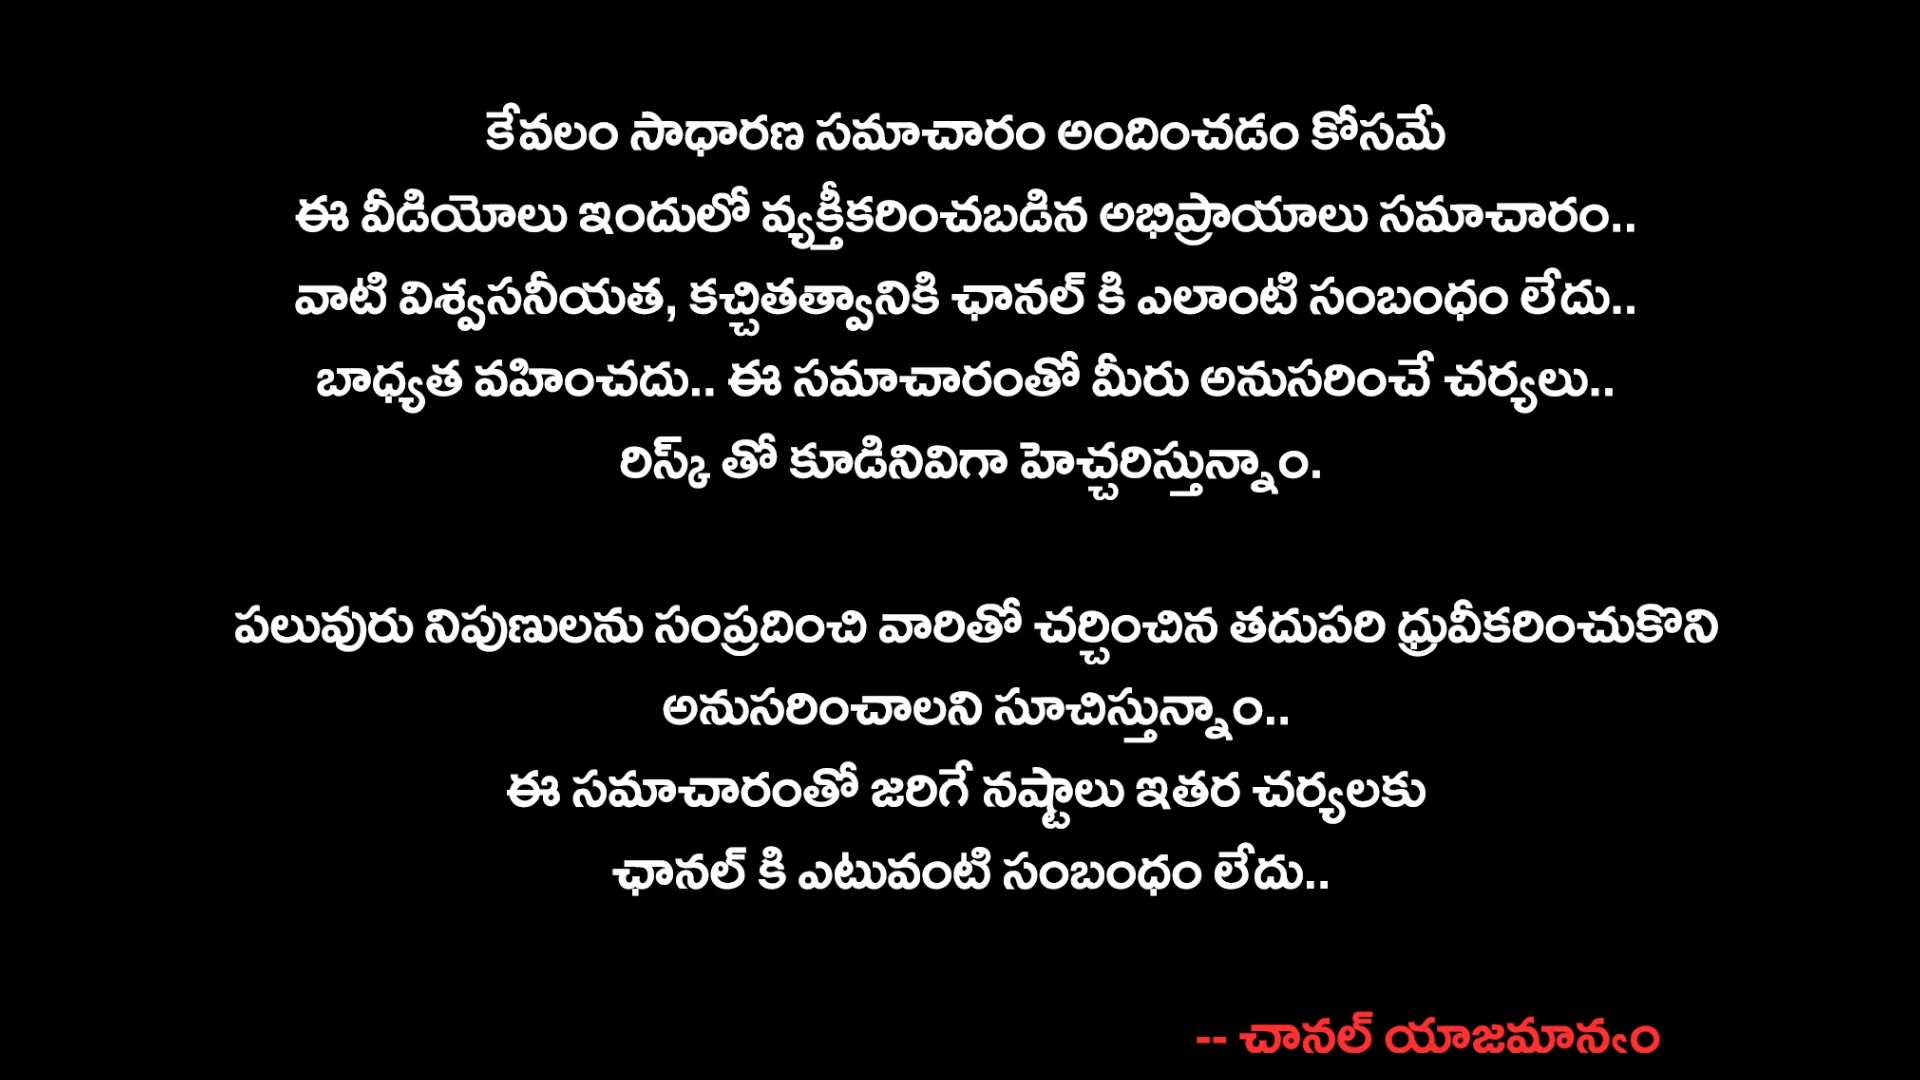 కేవలం సాధారణ సమాచారం అందించడం కోసమే
ఈ వీడియోలు ఇందులో వ్యక్తీకరించబడిన అభిప్రాయాలు సమాచారం..
వాటి విశ్వసనీయత, కచ్చితత్వానికి ఛానల్ కి ఎలాంటి సంబంధం లేదు..
బాధ్యత వహించదు.. ఈ సమాచారంతో మీరు అనుసరించే చర్యలు..
రిస్క్ తో కూడినివిగా హెచ్చరిస్తున్నాం.
పలువురు నిపుణులను సంప్రదించి వారితో చర్చించిన తదుపరి ధ్రువీకరించుకొని
అనుసరించాలని సూచిస్తున్నాం..
ఈ సమాచారంతో జరిగే నష్టాలు ఇతర చర్యలకు
ఛానల్ కి ఎటువంటి సంబంధం లేదు..
-- చానల్ యాజమాన్యం